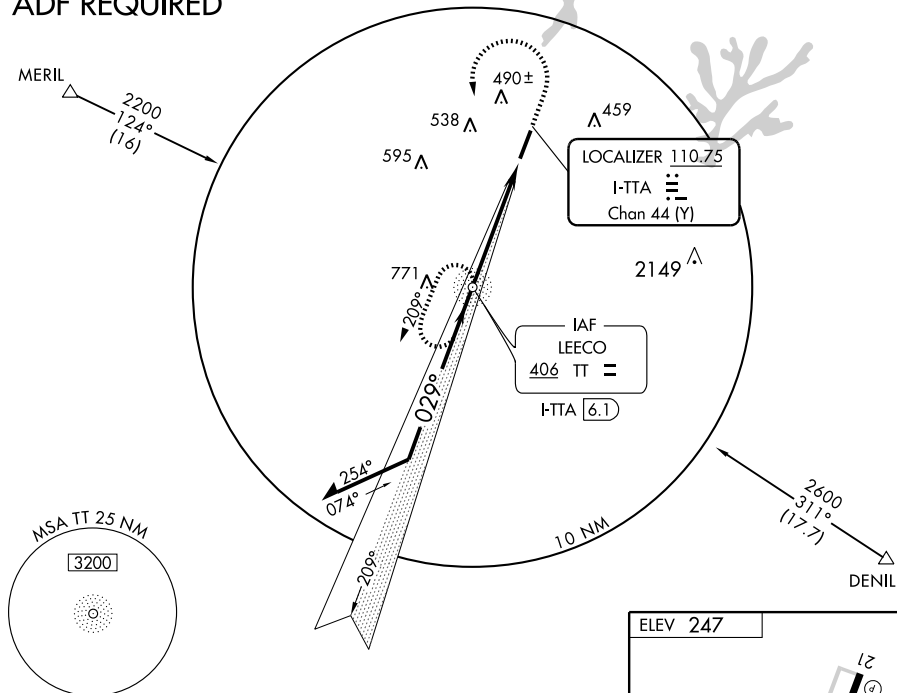 ADF REQUIRED
MERIL
2200
124°
(16)
490±
538
459
595
LOCALIZER 110.75
I-TTA
Chan 44 (Y)
2149
771
209°
IAF
LEECO
406 TT
I-TTA 6.1
029°
254°
074°
2600
311°
(17.7)
10 NM
MSA TT 25 NM
3200
209°
DENIL
ELEV 247
21
P